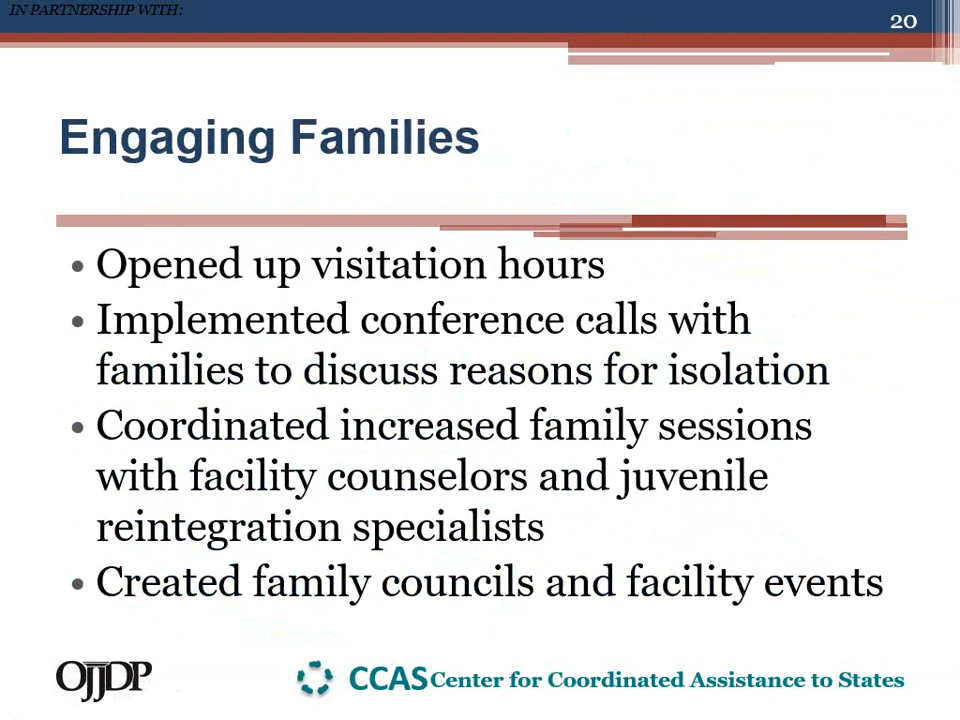 IN PARTNERSHIP WITH:
20
Engaging Families
• Opened up visitation hours
• Implemented conference calls with
families to discuss reasons for isolation
• Coordinated increased family sessions
with facility counselors and juvenile
reintegration specialists
• Created family councils and facility events
OJJDP
CCAS Center for Coordinated Assistance to States